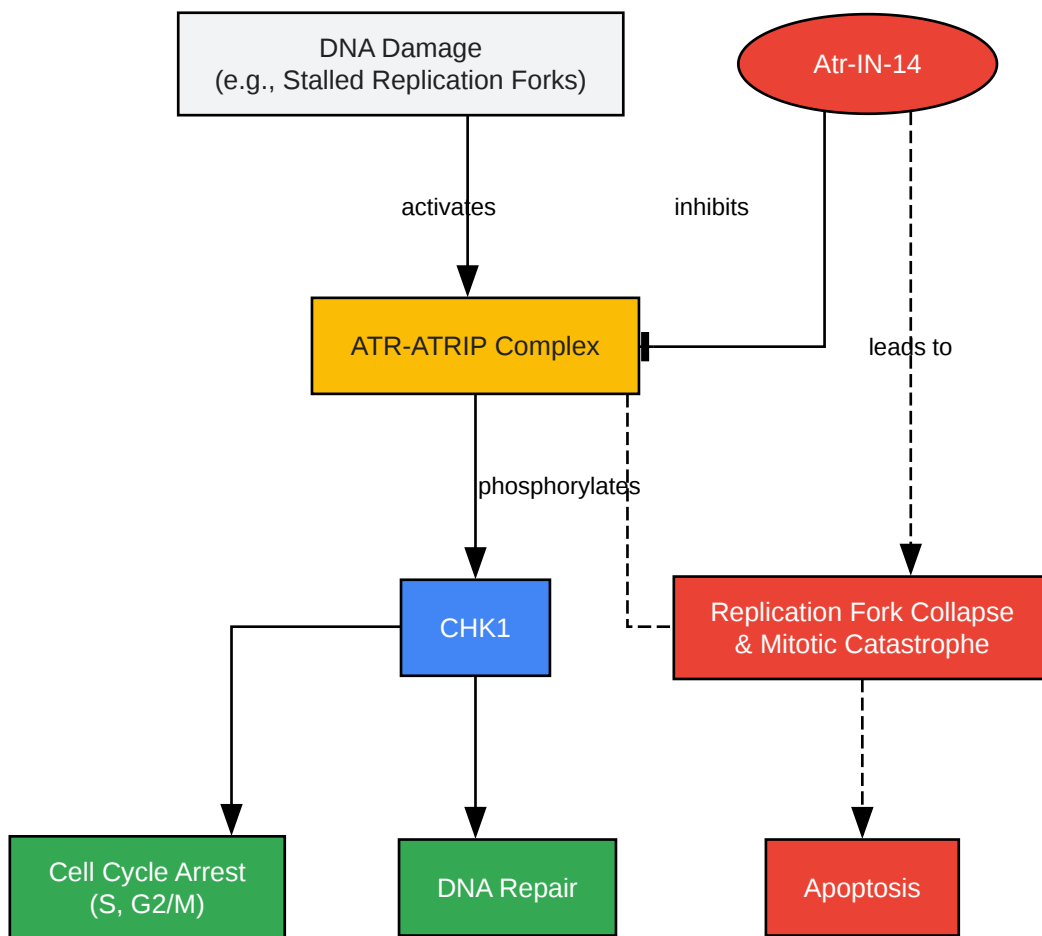 DNA Damage
(e.g., Stalled Replication Forks)
Atr-IN-14
activates
inhibits
ATR-ATRIP Complex
leads to
phosphorylates
CHK1
Replication Fork Collapse
& Mitotic Catastrophe
Cell Cycle Arrest
(S, G2/M)
DNA Repair
Apoptosis